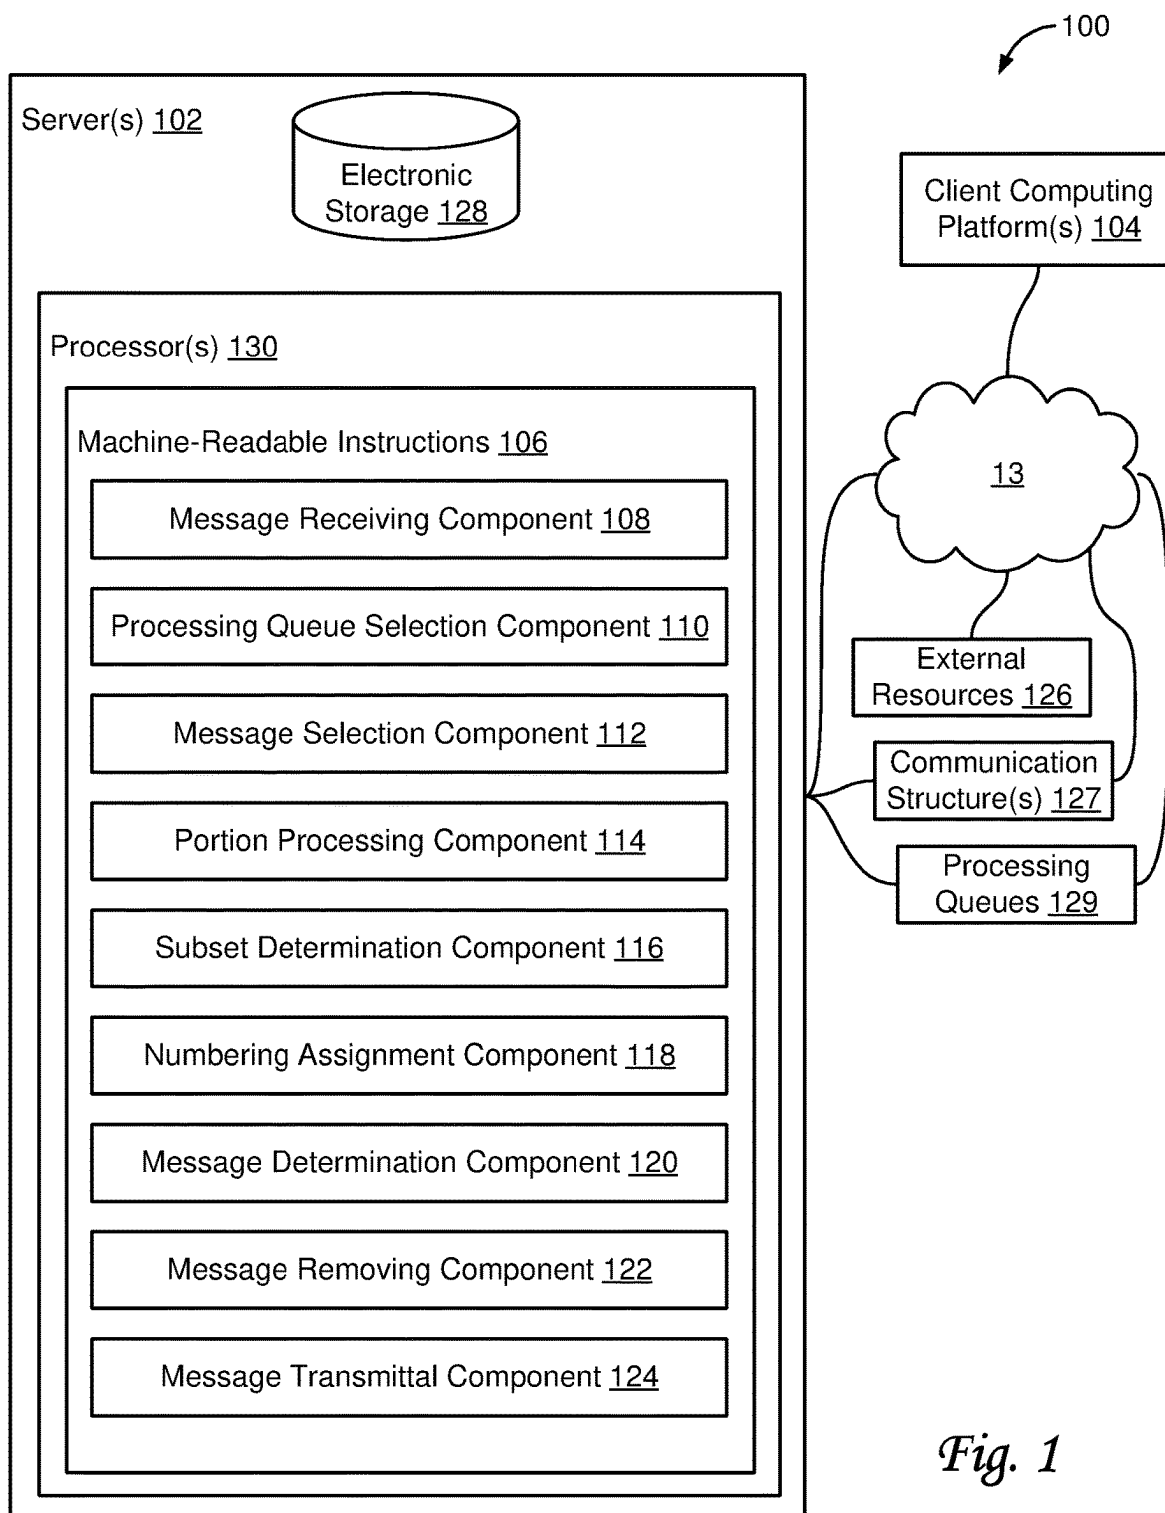 100
Server(s) 102
Electronic
Storage 128
Client Computing
Platform(s) 104
Processor(s) 130
Machine-Readable Instructions 106
13
Message Receiving Component 108
Processing Queue Selection Component 110
Message Selection Component 112
Portion Processing Component 114
Subset Determination Component 116
Numbering Assignment Component 118
Message Determination Component 120
Message Removing Component 122
Message Transmittal Component 124
External
Resources 126
Communication
Structure(s) 127
Processing
Queues 129
Fig. 1